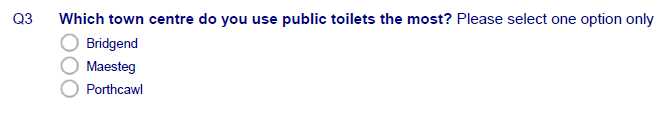 Q3 Which town centre do you use public toilets the most? Please select one option only
Bridgend
Maesteg
Porthcawl